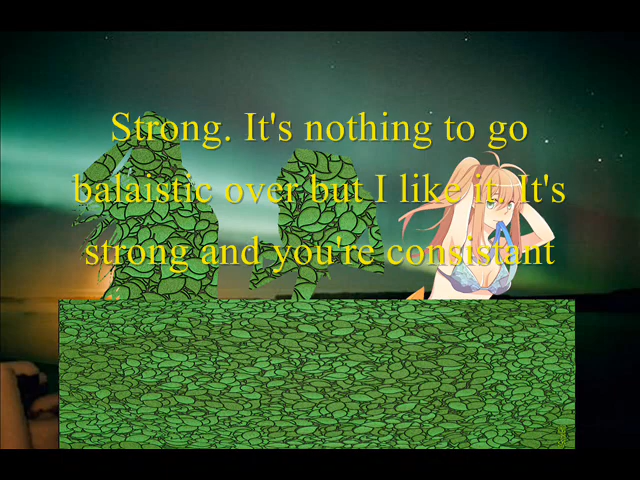 Strong. It's nothing to go
balaistic over but I like it. It's
strong and you're consistant